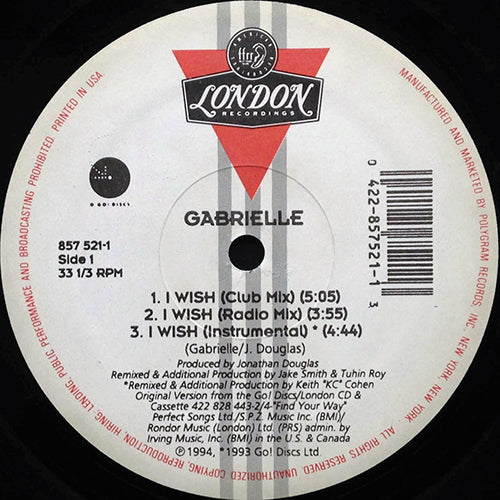 ffrr
LONDON
RECORDINGS
GO! DISCS
GABRIELLE
857 521-1
Side 1
33 1/3 RPM
0 422-857521-1 3
1. I WISH (Club Mix) (5:05)
2. I WISH (Radio Mix) (3:55)
3. I WISH (Instrumental) * (4:44)
(Gabrielle/J. Douglas)
Produced by Jonathan Douglas
Remixed & Additional Production by Jake Smith & Tuhin Roy
*Remixed & Additional Production by Keith "KC" Cohen
Original Version from the Go! Discs/London CD &
Cassette 422 828 443-2/4-"Find Your Way"
Perfect Songs Ltd./S.P.Z. Music Inc. (BMI)/
Rondor Music (London) Ltd. (PRS) admin. by
Irving Music, Inc. (BMI) in the U.S. & Canada
℗ 1994, *1993 Go! Discs Ltd.
MANUFACTURED AND MARKETED BY POLYGRAM RECORDS INC, NEW YORK, NEW YORK. ALL RIGHTS RESERVED UNAUTHORIZED COPYING, REPRODUCTION HIRING, LENDING, PUBLIC PERFORMANCE AND BROADCASTING PROHIBITED. PRINTED IN USA.